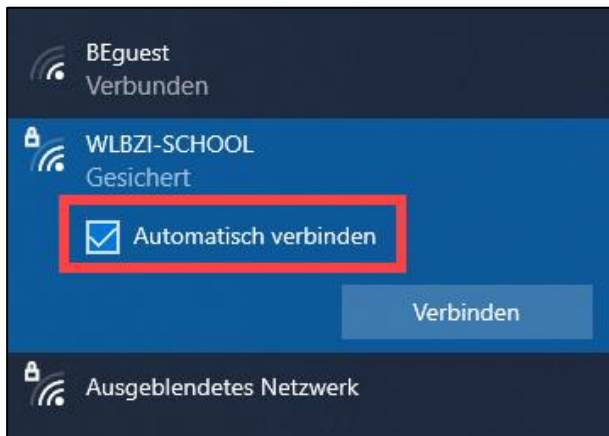 BEguest
Verbunden
WLBZI-SCHOOL
Gesichert
Automatisch verbinden
Verbinden
Ausgeblendetes Netzwerk